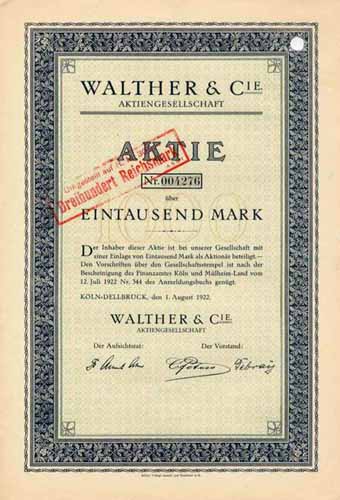 WALTHER & CIE.
AKTIENGESELLSCHAFT
AKTIE
Umgestellt auf
Dreihundert Reichsmark
Nr. 004276
über
EINTAUSEND MARK
Der Inhaber dieser Aktie ist bei unserer Gesellschaft mit
einer Einlage von Eintausend Mark als Aktionär beteiligt.—
Den Vorschriften über den Gesellschaftsstempel ist nach der
Bescheinigung des Finanzamtes Köln und Mülheim-Land vom
12. Juli 1922 Nr. 344 des Anmeldungsbuchs genügt.
KÖLN-DELLBRÜCK, den 1. August 1922.
WALTHER & CIE.
AKTIENGESELLSCHAFT
Der Aufsichtsrat: Der Vorstand: